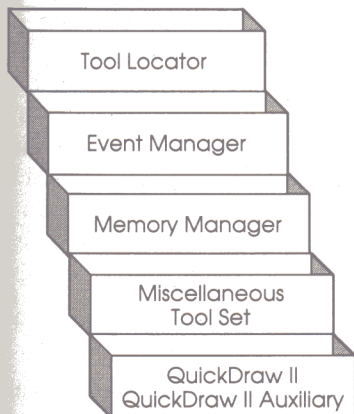 Tool Locator
Event Manager
Memory Manager
Miscellaneous
Tool Set
QuickDraw II
QuickDraw II Auxiliary